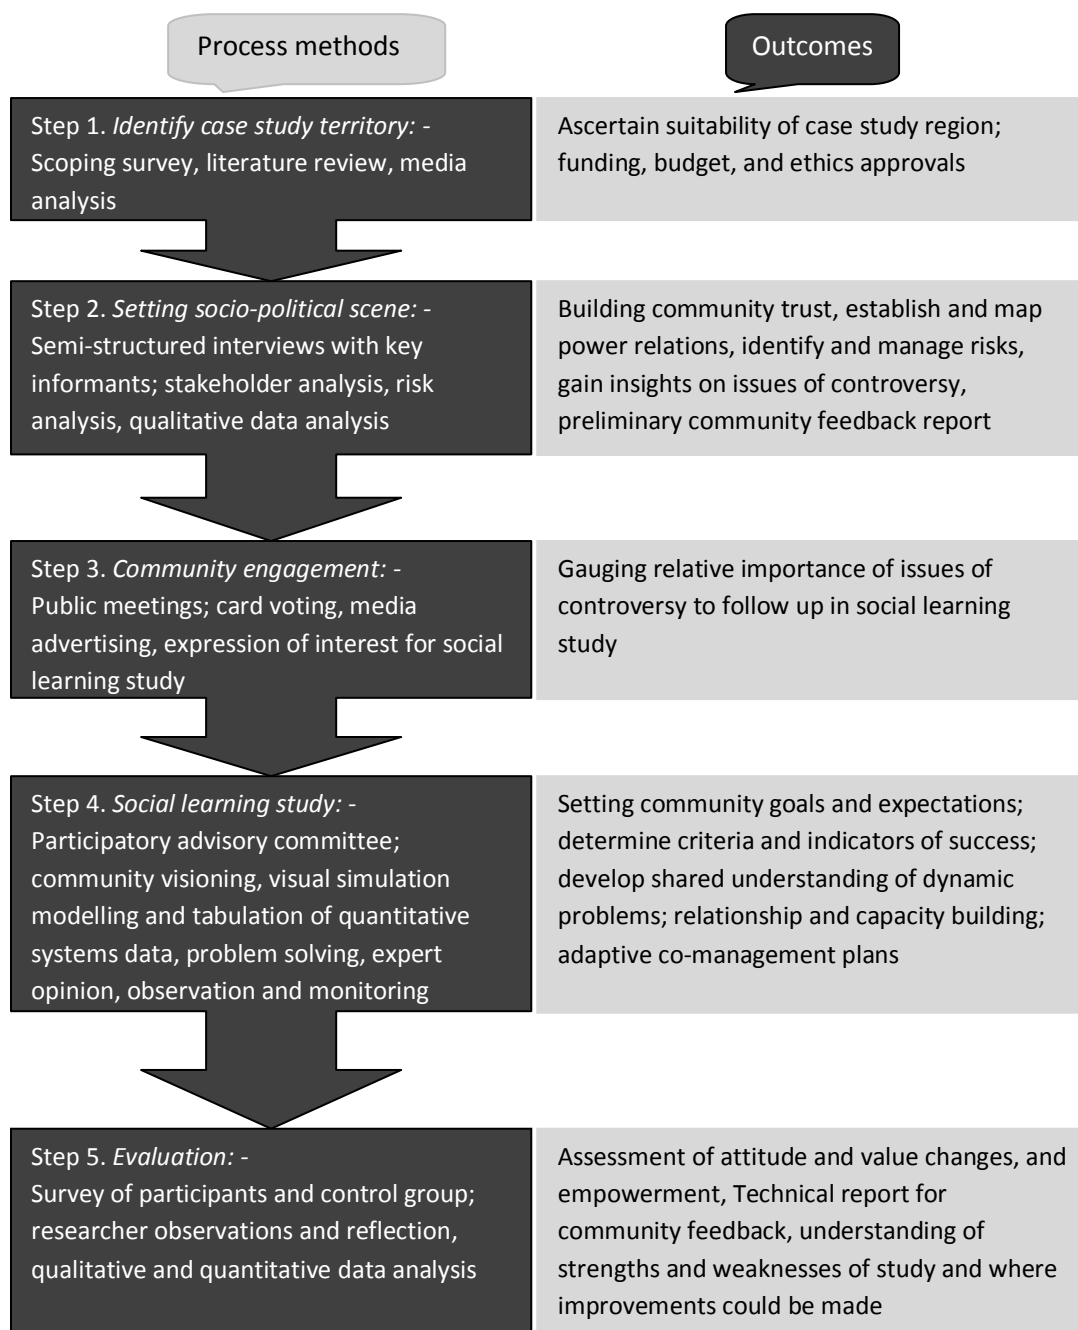 Process methods
Outcomes
Step 1. Identify case study territory: -
Scoping survey, literature review, media
analysis
Ascertain suitability of case study region;
funding, budget, and ethics approvals
Step 2. Setting socio-political scene: -
Semi-structured interviews with key
informants; stakeholder analysis, risk
analysis, qualitative data analysis
Building community trust, establish and map
power relations, identify and manage risks,
gain insights on issues of controversy,
preliminary community feedback report
Step 3. Community engagement: -
Public meetings; card voting, media
advertising, expression of interest for social
learning study
Gauging relative importance of issues of
controversy to follow up in social learning
study
Step 4. Social learning study: -
Participatory advisory committee;
community visioning, visual simulation
modelling and tabulation of quantitative
systems data, problem solving, expert
opinion, observation and monitoring
Setting community goals and expectations;
determine criteria and indicators of success;
develop shared understanding of dynamic
problems; relationship and capacity building;
adaptive co-management plans
Step 5. Evaluation: -
Survey of participants and control group;
researcher observations and reflection,
qualitative and quantitative data analysis
Assessment of attitude and value changes, and
empowerment, Technical report for
community feedback, understanding of
strengths and weaknesses of study and where
improvements could be made